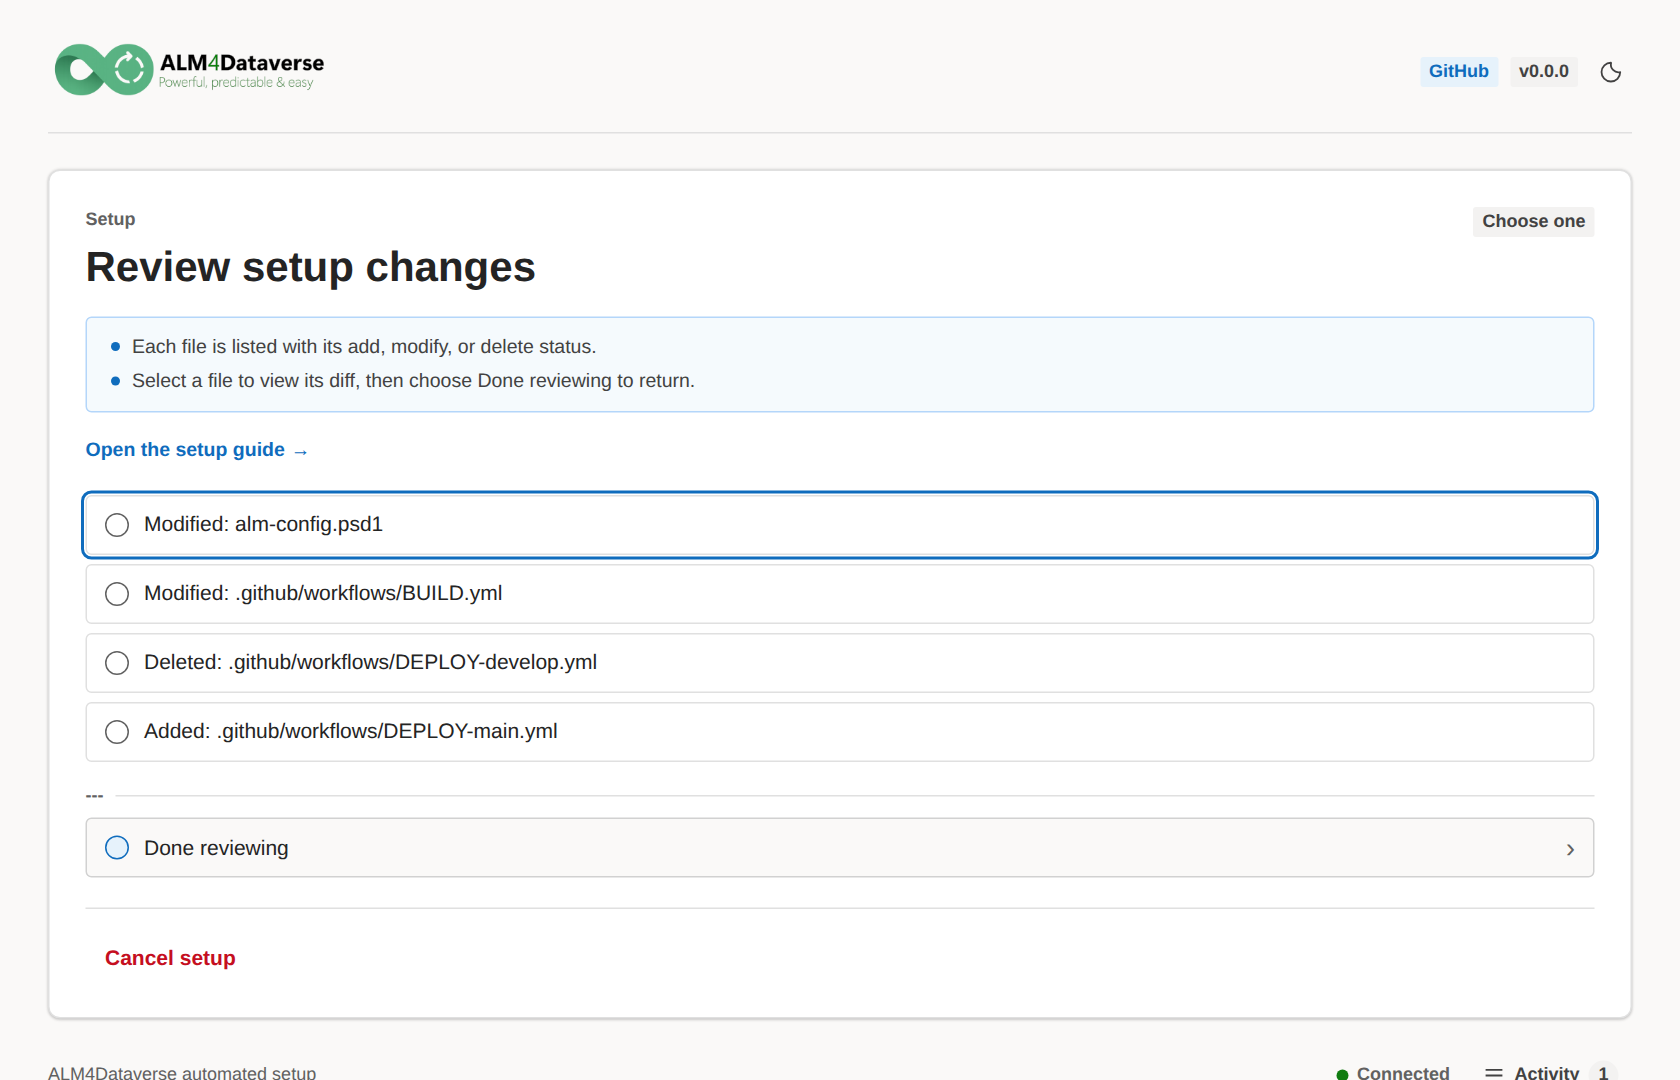 ALM4Dataverse
Powerful, predictable & easy
GitHub
v0.0.0
Setup
Choose one
Review setup changes
Each file is listed with its add, modify, or delete status.
Select a file to view its diff, then choose Done reviewing to return.
Open the setup guide →
Modified: alm-config.psd1
Modified: .github/workflows/BUILD.yml
Deleted: .github/workflows/DEPLOY-develop.yml
Added: .github/workflows/DEPLOY-main.yml
---
Done reviewing
Cancel setup
ALM4Dataverse automated setup
Connected
Activity
1